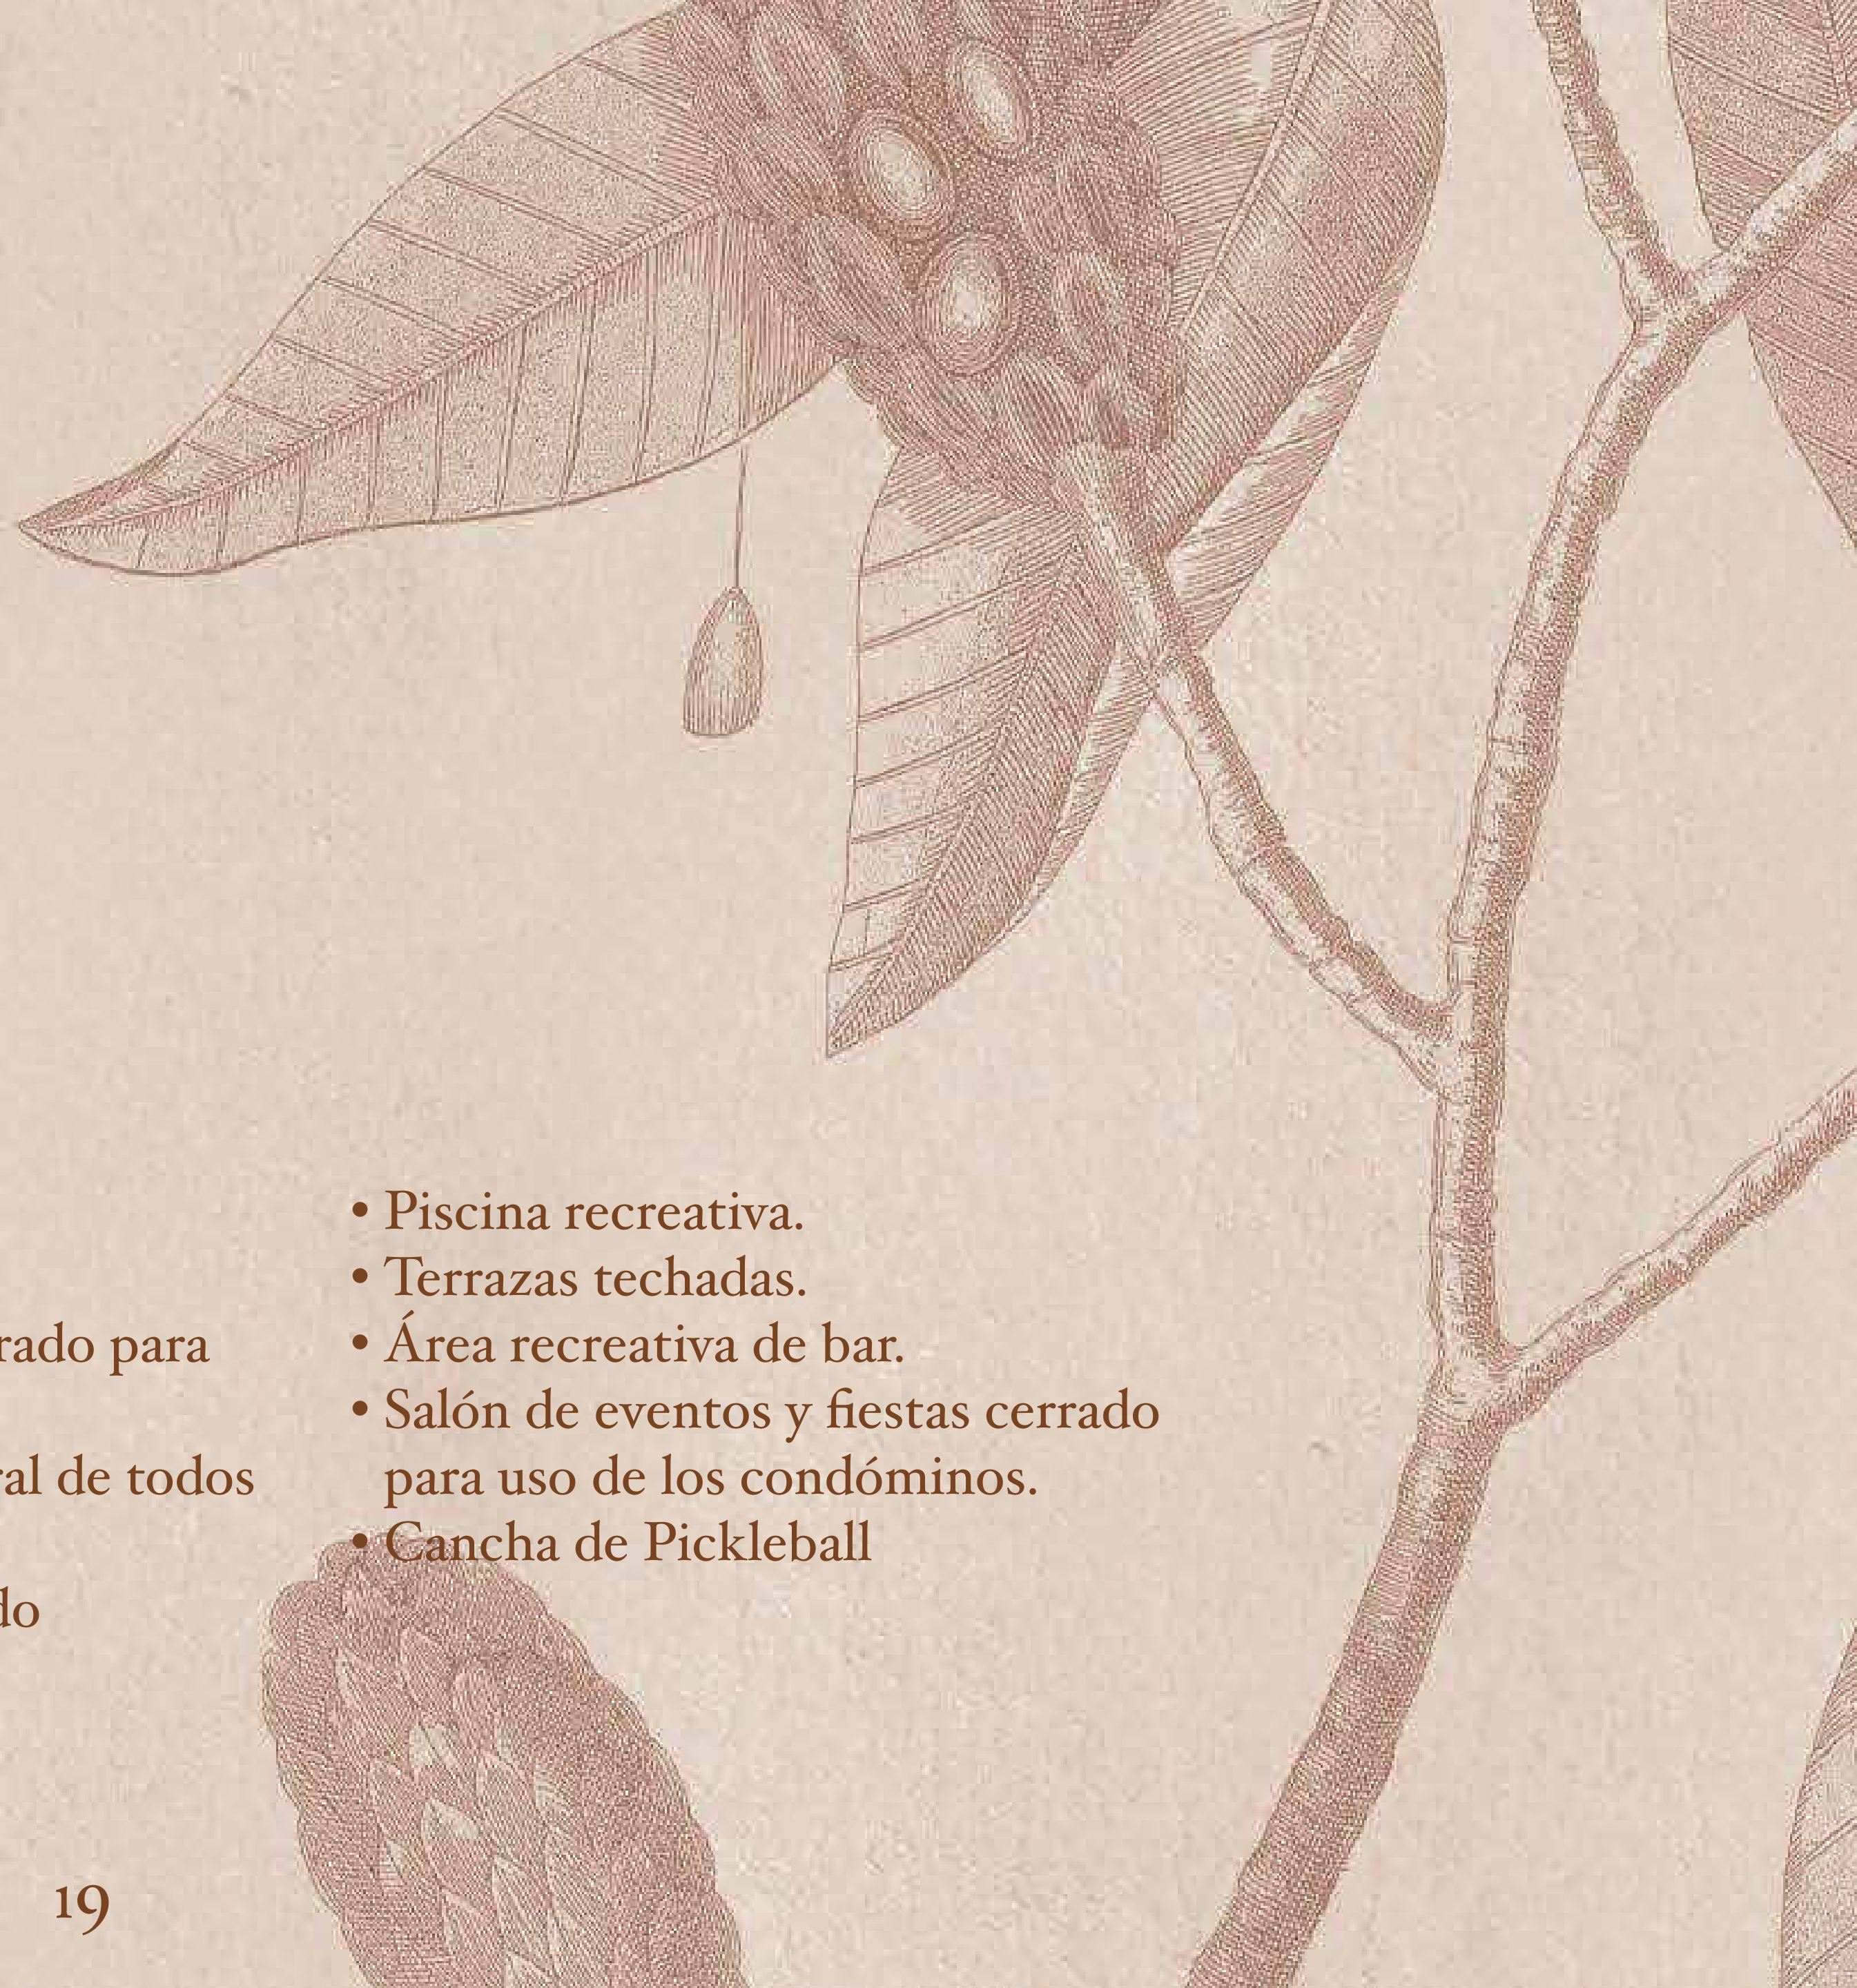 • Piscina recreativa.
• Terrazas techadas.
rado para
• Área recreativa de bar.
• Salón de eventos y fiestas cerrado
ral de todos
para uso de los condóminos.
• Cancha de Pickleball
do
19